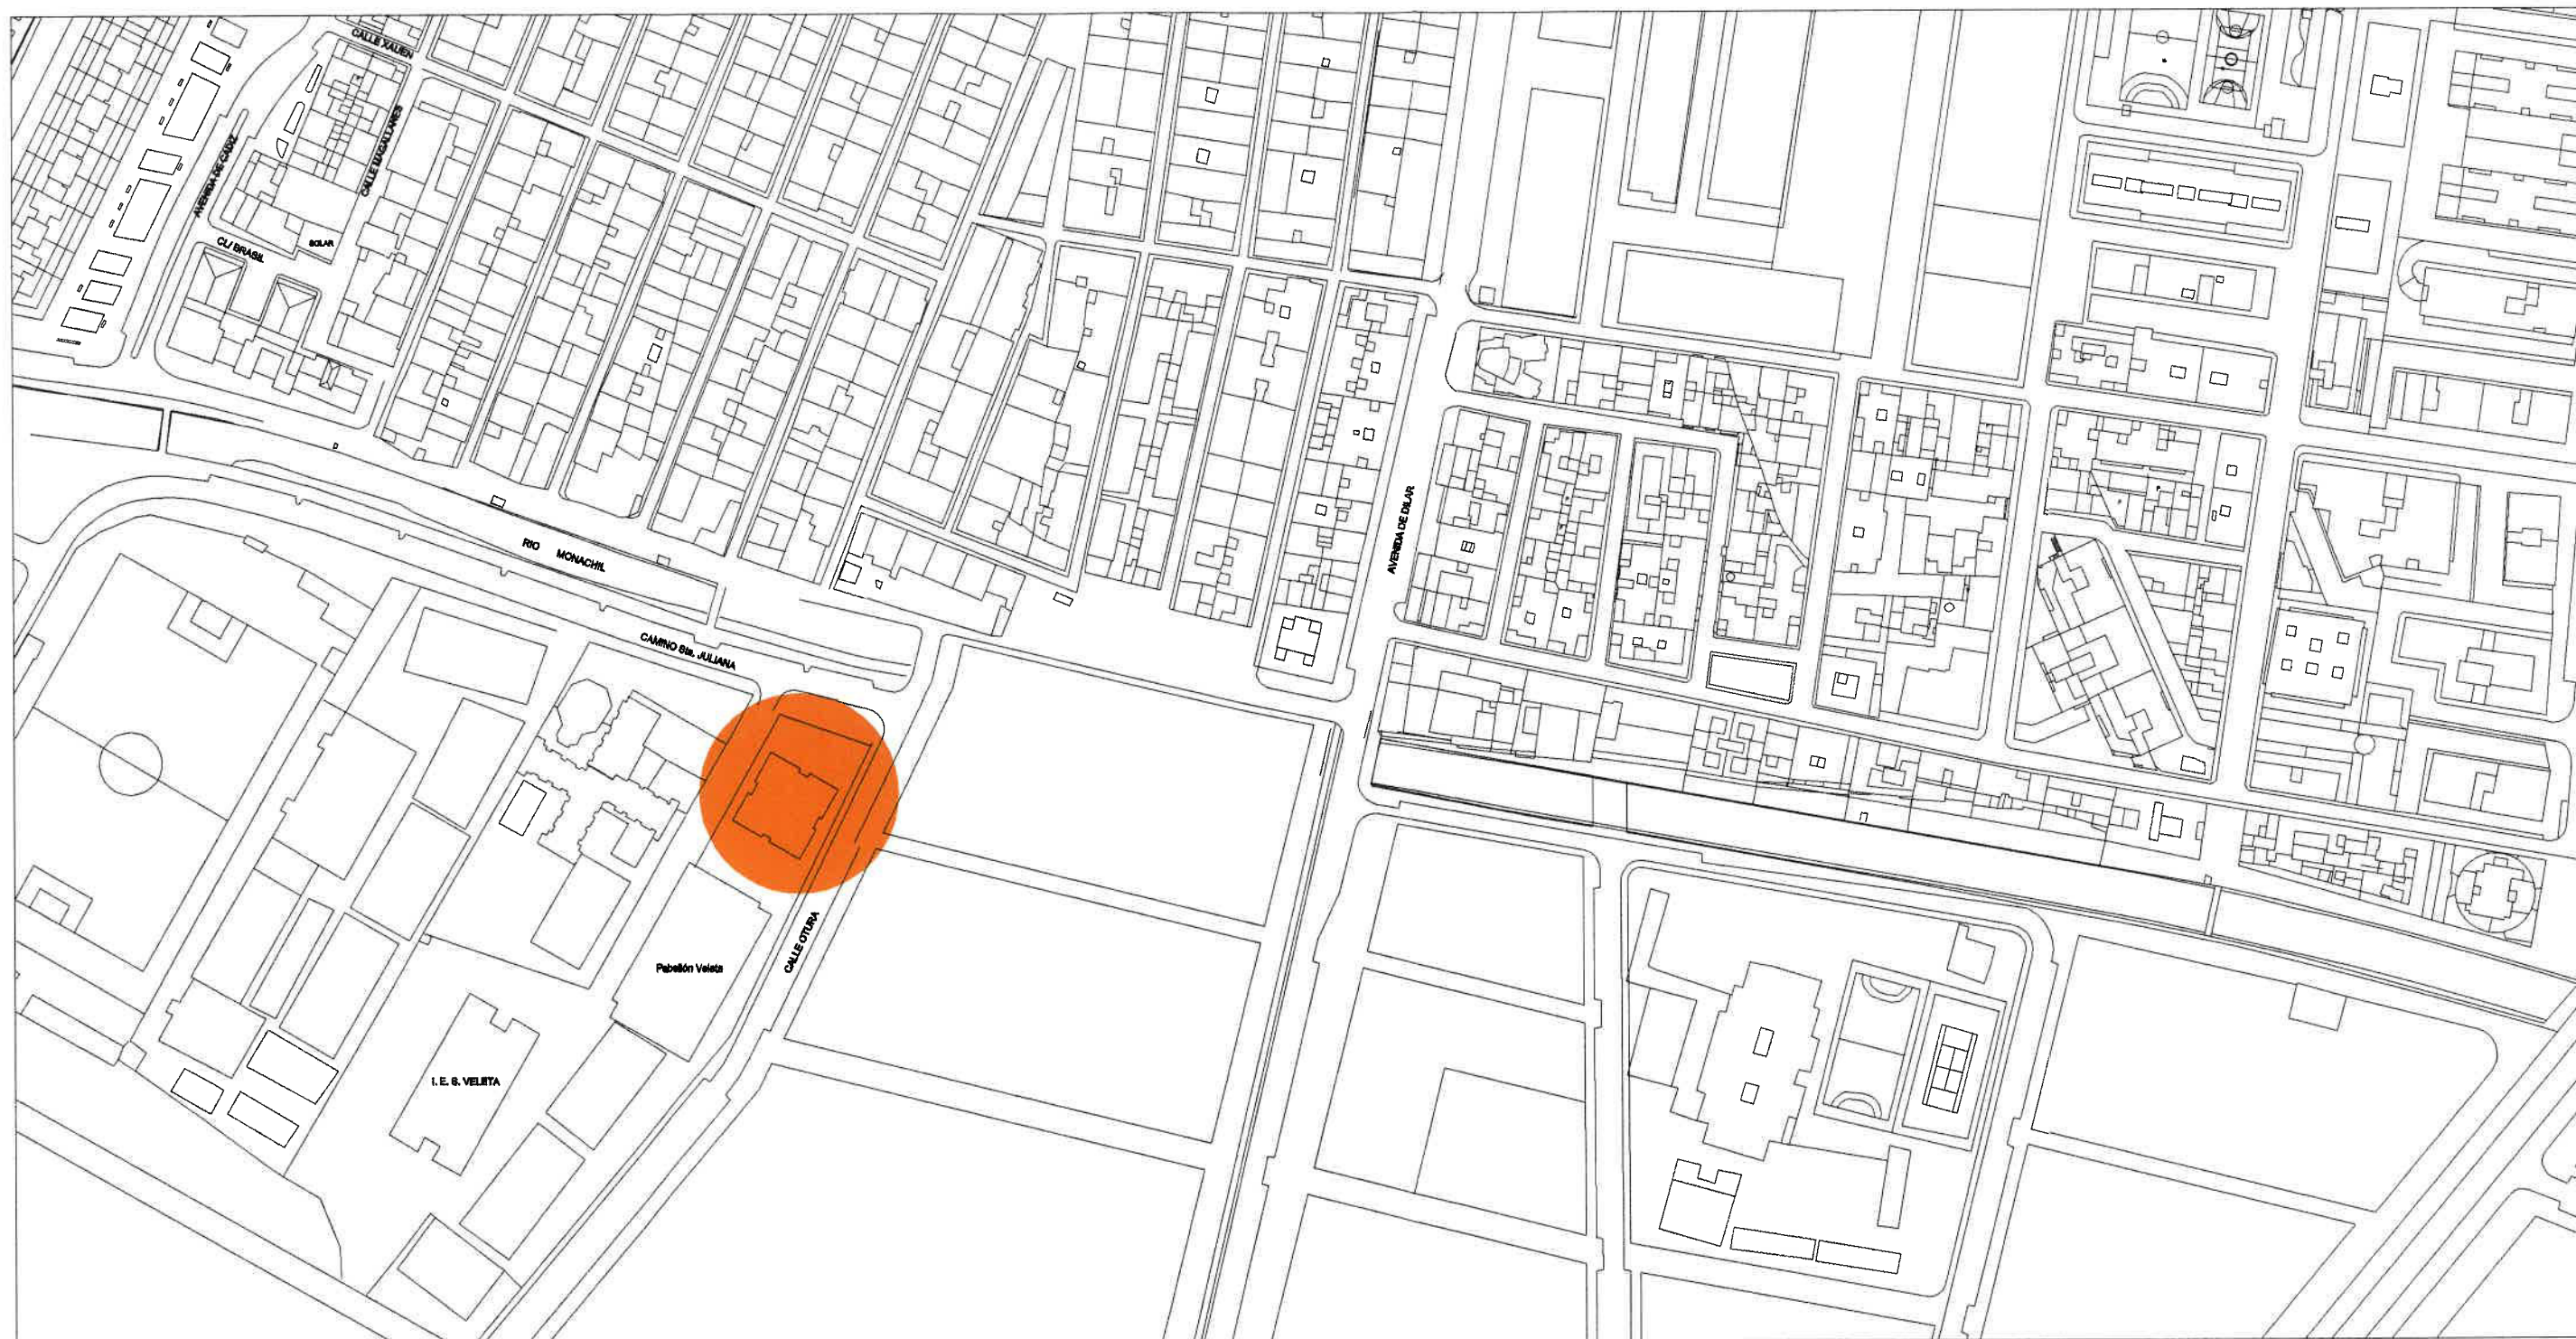 CALLE XAUEN
CALLE MAGALLANES
AVENIDA DE CADIZ
CL/ BRASIL
SOLAR
AVENIDA DE DILAR
RIO MONACHIL
CAMINO Sta. JULIANA
CALLE OTURA
Pabellón Veleta
I. E. S. VELETA